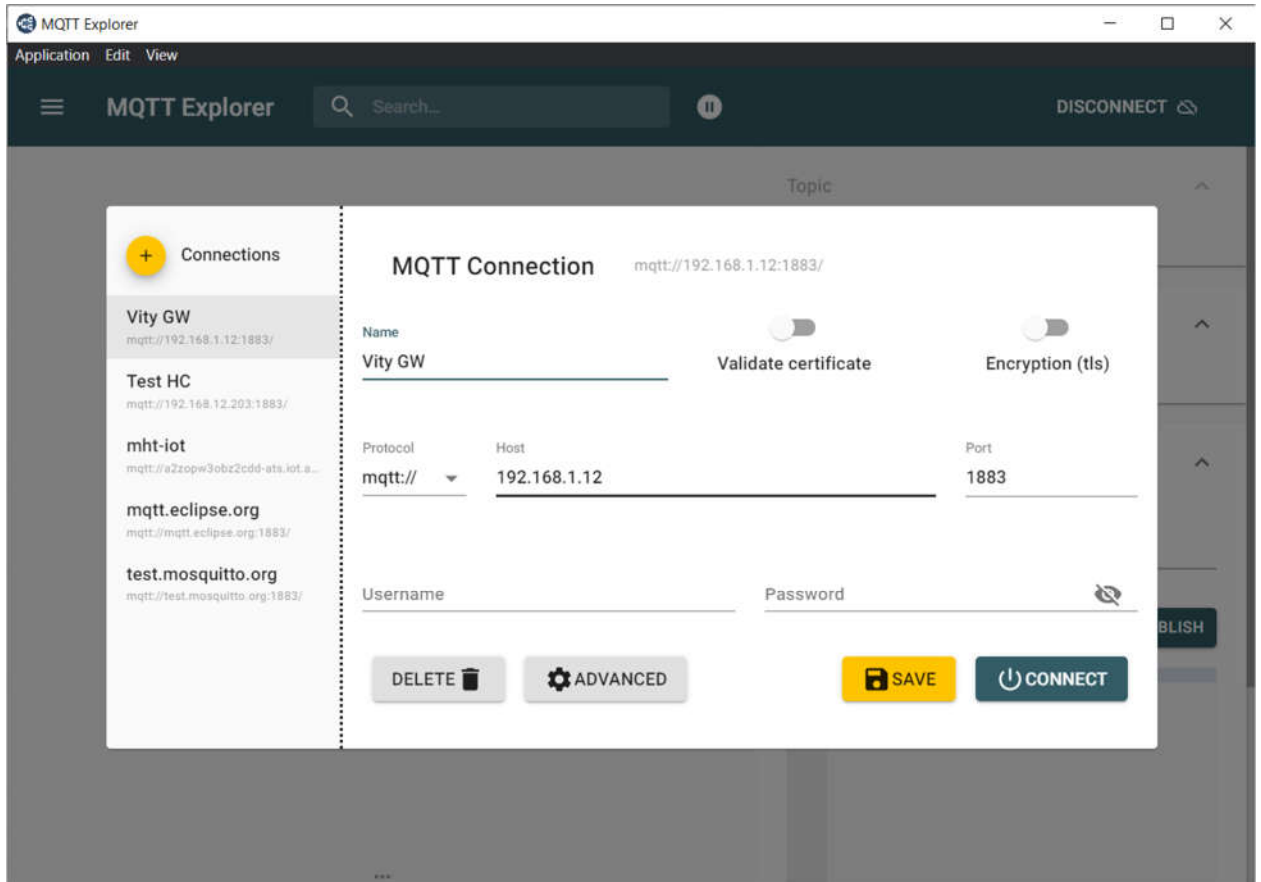 MQTT Explorer
Application Edit View
MQTT Explorer
Search...
DISCONNECT
Topic
Connections
MQTT Connection
mqtt://192.168.1.12:1883/
Vity GW
mqtt://192.168.1.12:1883/
Name
Vity GW
Validate certificate
Encryption (tls)
Test HC
mqtt://192.168.12.203:1883/
mht-iot
mqtt://a2zopw3obz2cdd-ats.iot.a...
Protocol
Host
Port
mqtt://
192.168.1.12
1883
mqtt.eclipse.org
mqtt://mqtt.eclipse.org:1883/
test.mosquitto.org
mqtt://test.mosquitto.org:1883/
Username
Password
BLISH
DELETE
ADVANCED
SAVE
CONNECT
...